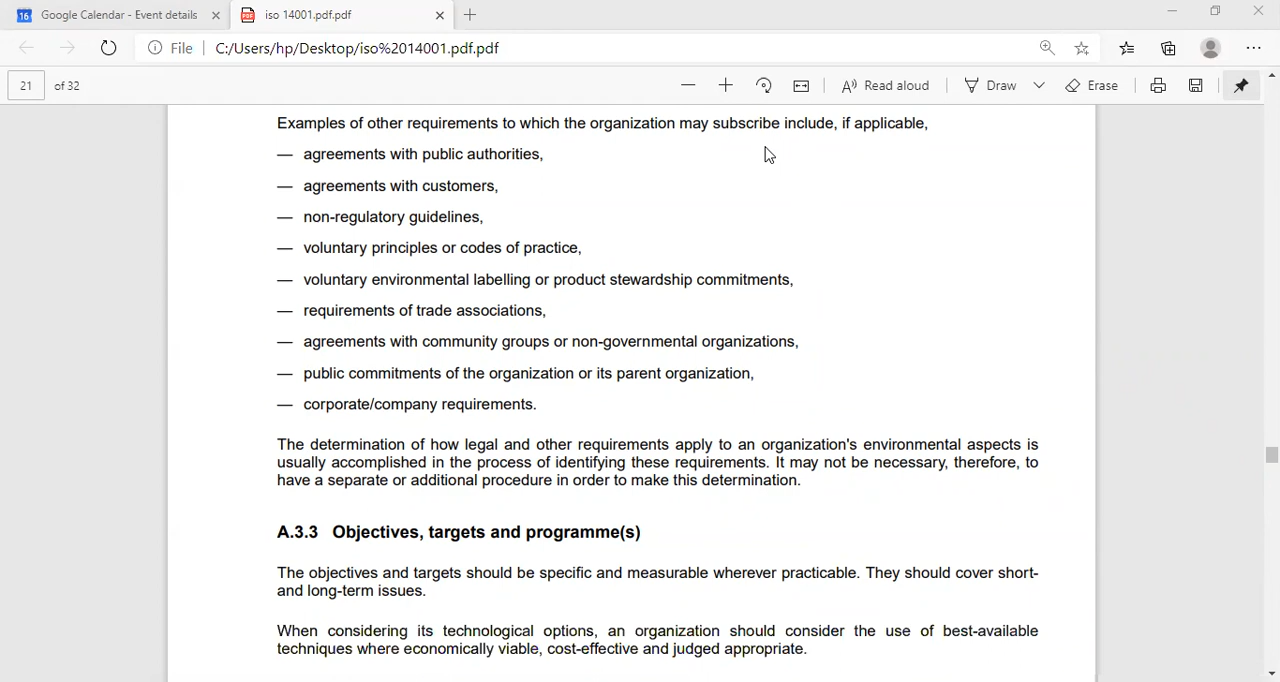 16 Google Calendar - Event details iso 14001.pdf.pdf
File C:/Users/hp/Desktop/iso%2014001.pdf.pdf
21 of 32 Read aloud Draw Erase
Examples of other requirements to which the organization may subscribe include, if applicable,
— agreements with public authorities,
— agreements with customers,
— non-regulatory guidelines,
— voluntary principles or codes of practice,
— voluntary environmental labelling or product stewardship commitments,
— requirements of trade associations,
— agreements with community groups or non-governmental organizations,
— public commitments of the organization or its parent organization,
— corporate/company requirements.
The determination of how legal and other requirements apply to an organization's environmental aspects is
usually accomplished in the process of identifying these requirements. It may not be necessary, therefore, to
have a separate or additional procedure in order to make this determination.
A.3.3 Objectives, targets and programme(s)
The objectives and targets should be specific and measurable wherever practicable. They should cover short-
and long-term issues.
When considering its technological options, an organization should consider the use of best-available
techniques where economically viable, cost-effective and judged appropriate.